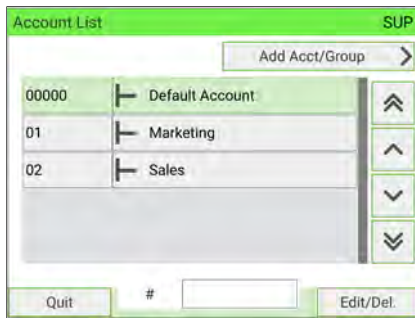 Account List SUP
Add Acct/Group
00000 Default Account
01 Marketing
02 Sales
Quit # Edit/Del.